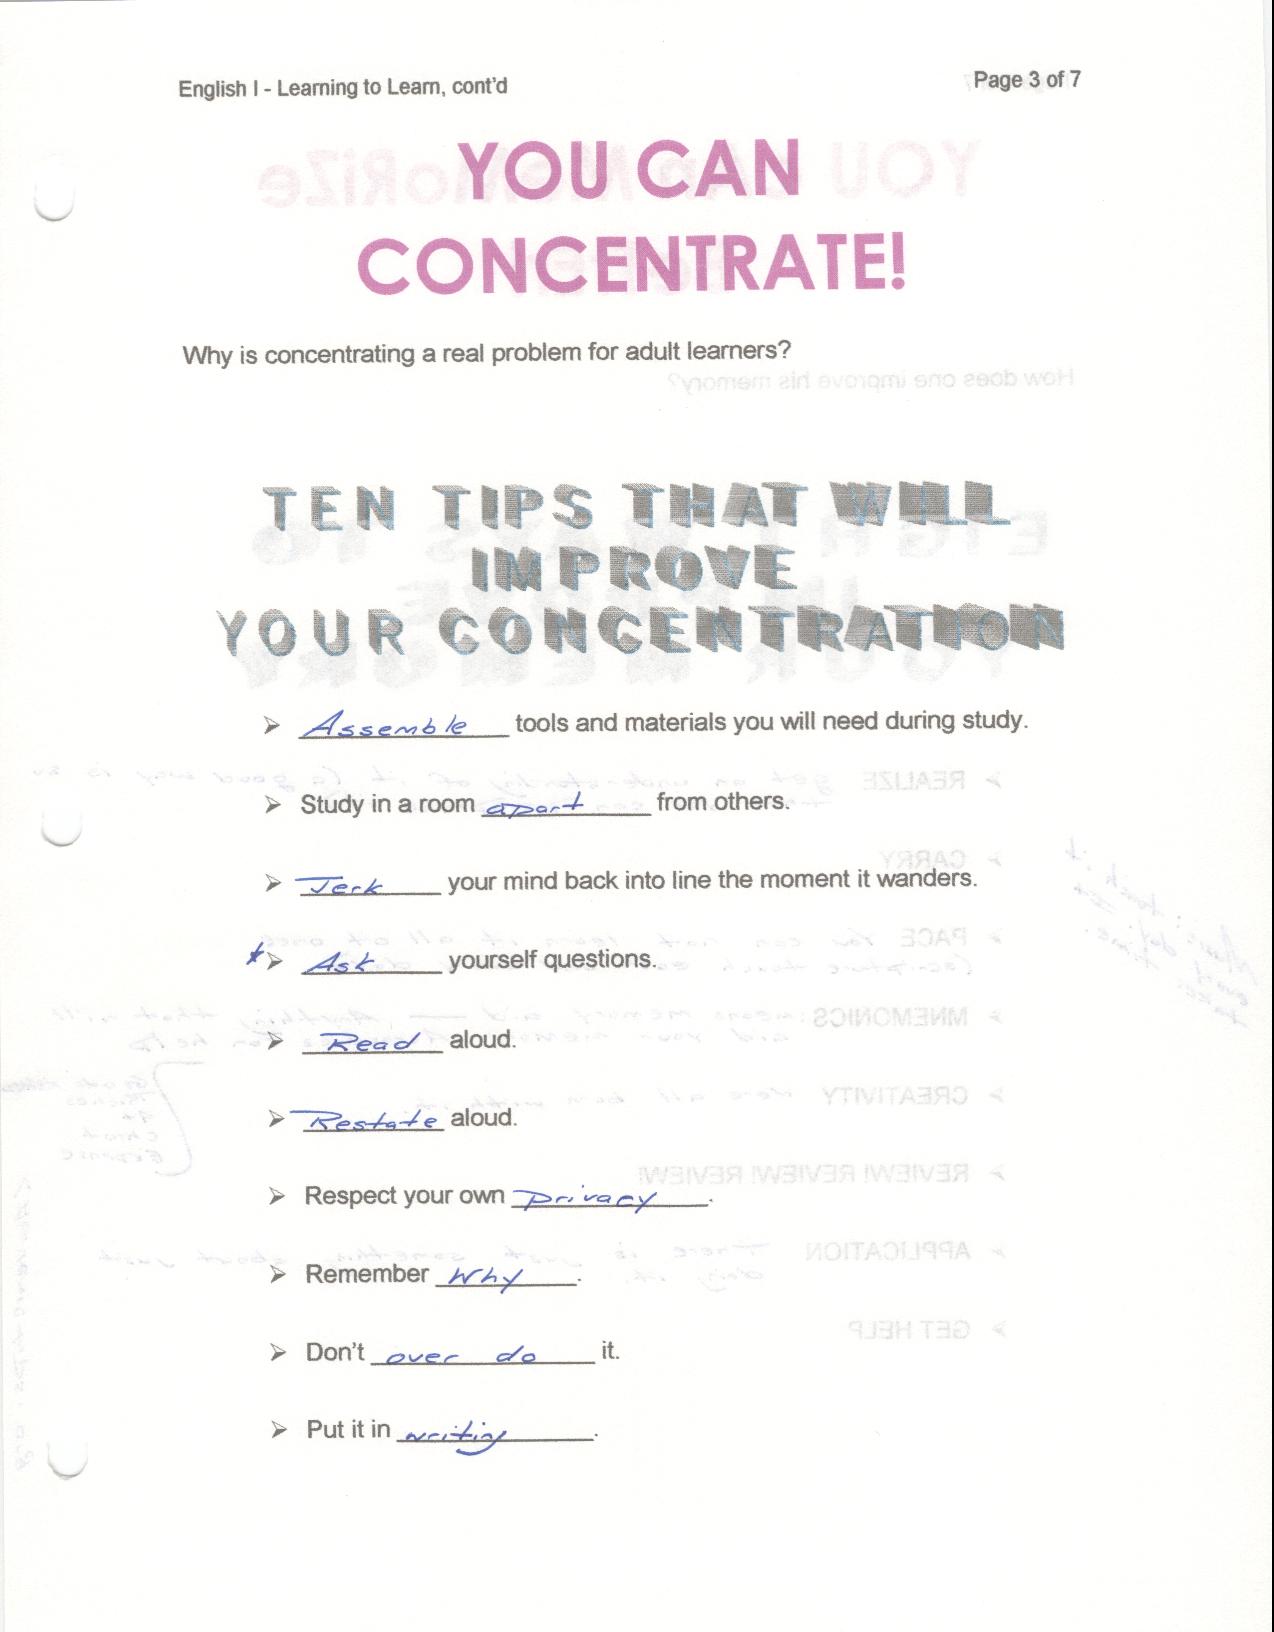 English I - Learning to Learn, cont'd
Page 3 of 7
YOU CAN
CONCENTRATE!
Why is concentrating a real problem for adult learners?
TEN TIPS THAT WILL
IMPROVE
YOUR CONCENTRATION
➢ Assemble tools and materials you will need during study.
➢ Study in a room apart from others.
➢ Jerk your mind back into line the moment it wanders.
* ➢ Ask yourself questions.
➢ Read aloud.
➢ Restate aloud.
➢ Respect your own privacy.
➢ Remember Why.
➢ Don't over do it.
➢ Put it in writing.